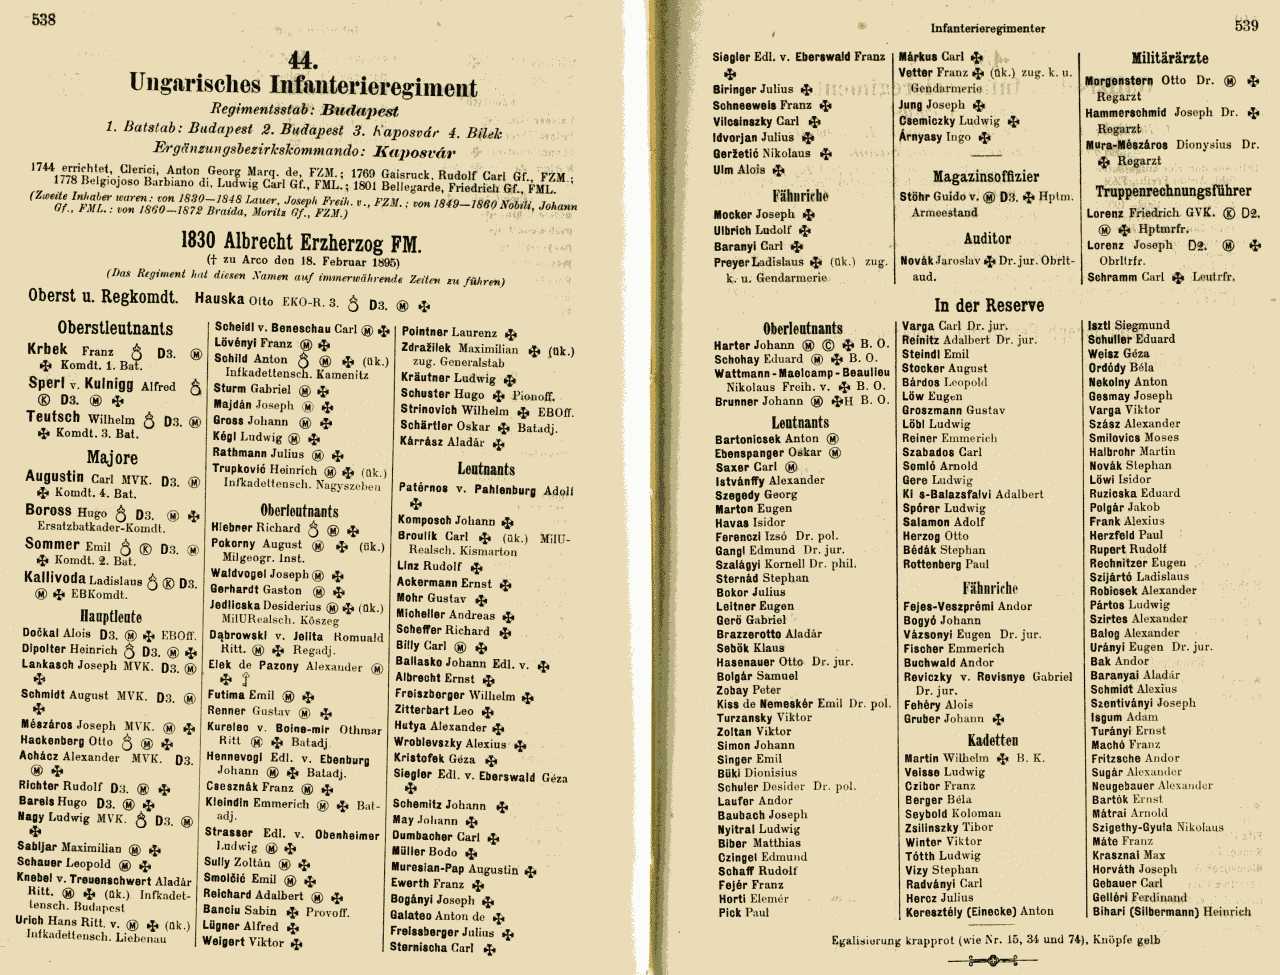 538
44.
Ungarisches Infanterieregiment
Regimentsstab: Budapest
1. Batstab: Budapest 2. Budapest 3. Kaposvár 4. Bilek
Ergänzungsbezirkskommando: Kaposvár
1744 errichtet, Clerici, Anton Georg Marq. de, FZM.; 1769 Gaisruck, Rudolf Carl Gf., FZM.;
1778 Belgiojoso Barbiano di, Ludwig Carl Gf., FML.; 1801 Bellegarde, Friedrich Gf., FML.
(Zweite Inhaber waren: von 1830—1848 Lauer, Joseph Freih. v., FZM.; von 1849—1860 Nobili, Johann
Gf., FML.: von 1860—1872 Braida, Moritz Gf., FZM.)
1830 Albrecht Erzherzog FM.
(† zu Arco den 18. Februar 1895)
(Das Regiment hat diesen Namen auf immerwährende Zeiten zu führen)
Oberst u. Regkomdt. Hauska Otto EKO-R. 3. D3. Ⓜ ✠
Oberstleutnants
Krbek Franz D3. Ⓜ
✠ Komdt. 1. Bat.
Sperl v. Kulnigg Alfred
Ⓚ D3. Ⓜ ✠
Teutsch Wilhelm D3. Ⓜ
✠ Komdt. 3. Bat.
Majore
Augustin Carl MVK. D3. Ⓜ
✠ Komdt. 4. Bat.
Boross Hugo D3. Ⓜ ✠
Ersatzbatkader-Komdt.
Sommer Emil Ⓚ D3. Ⓜ
✠ Komdt. 2. Bat.
Kallivoda Ladislaus Ⓚ D3.
Ⓜ ✠ EBKomdt.
Hauptleute
Dočkal Alois D3. Ⓜ ✠ EBOff.
Dipolter Heinrich D3. Ⓜ ✠
Lankasch Joseph MVK. D3. Ⓜ
✠
Schmidt August MVK. D3. Ⓜ
✠
Mészáros Joseph MVK. Ⓜ ✠
Hackenberg Otto Ⓜ ✠
Achácz Alexander MVK. D3.
Ⓜ ✠
Richter Rudolf D3. Ⓜ ✠
Bareis Hugo D3. Ⓜ ✠
Nagy Ludwig MVK. D3. Ⓜ
✠
Sabljar Maximilian Ⓜ ✠
Schauer Leopold Ⓜ ✠
Knebel v. Treuenschwert Aladár
Ritt. Ⓜ ✠ (ük.) Infkadet-
tensch. Budapest
Urich Hans Ritt. v. Ⓜ ✠ (ük.)
Infkadettensch. Liebenau
Scheidl v. Beneschau Carl Ⓜ ✠
Lövényi Franz Ⓜ ✠
Schild Anton Ⓜ ✠ (ük.)
Infkadettensch. Kamenitz
Sturm Gabriel Ⓜ ✠
Majdán Joseph Ⓜ ✠
Gross Johann Ⓜ ✠
Kégl Ludwig Ⓜ ✠
Rathmann Julius Ⓜ ✠
Trupković Heinrich Ⓜ ✠ (ük.)
Infkadettensch. Nagyszeben
Oberleutnants
Hiebner Richard Ⓜ ✠
Pokorny August Ⓜ ✠ (ük.)
Milgeogr. Inst.
Waldvogel Joseph Ⓜ ✠
Gerhardt Gaston Ⓜ ✠
Jedlicska Desiderius Ⓜ ✠ (ük.)
MilURealsch. Köszeg
Dąbrowski v. Jelita Romuald
Ritt. Ⓜ ✠ Regadj.
Elek de Pazony Alexander Ⓜ
✠
Futima Emil Ⓜ ✠
Renner Gustav Ⓜ ✠
Kurelec v. Boine-mir Othmar
Ritt Ⓜ ✠ Batadj.
Hennevogl Edl. v. Ebenburg
Johann Ⓜ ✠ Batadj.
Csesznák Franz Ⓜ ✠
Kleindin Emmerich Ⓜ ✠ Bat-
adj.
Strasser Edl. v. Obenheimer
Ludwig Ⓜ ✠
Sully Zoltán Ⓜ ✠
Smolčić Emil Ⓜ ✠
Reichard Adalbert Ⓜ ✠
Banciu Sabin ✠ Provoff.
Lügner Alfred ✠
Weigert Viktor ✠
Pointner Laurenz ✠
Zdražilek Maximilian ✠ (ük.)
zug. Generalstab
Kräutner Ludwig ✠
Schuster Hugo ✠ Pionoff.
Strinovich Wilhelm ✠ EBOff.
Schärtler Oskar ✠ Batadj.
Kárrász Aladár ✠
Leutnants
Patérnos v. Pahlenburg Adolf
✠
Komposch Johann ✠
Broulik Carl ✠ (ük.) MilU-
Realsch. Kismarton
Linz Rudolf ✠
Ackermann Ernst ✠
Mohr Gustav ✠
Micheller Andreas ✠
Scheffer Richard ✠
Billy Carl Ⓜ ✠
Ballasko Johann Edl. v. ✠
Albrecht Ernst ✠
Freiszberger Wilhelm ✠
Zitterbart Leo ✠
Hutya Alexander ✠
Wroblevszky Alexius ✠
Kristofek Géza ✠
Siegler Edl. v. Eberswald Géza
✠
Schemitz Johann ✠
May Johann ✠
Dumbacher Carl ✠
Müller Bodo ✠
Muresian-Pap Augustin ✠
Ewerth Franz ✠
Bogányi Joseph ✠
Galateo Anton de ✠
Freissberger Julius ✠
Sternischa Carl ✠
Infanterieregimenter
539
Siegler Edl. v. Eberswald Franz
✠
Biringer Julius ✠
Schneeweis Franz ✠
Vilcsinszky Carl ✠
Idvorjan Julius ✠
Geržetić Nikolaus ✠
Ulm Alois ✠
Fähnriche
Mocker Joseph ✠
Ulbrich Ludolf ✠
Baranyi Carl ✠
Preyer Ladislaus ✠ (ük.) zug.
k. u. Gendarmerie
Márkus Carl ✠
Vetter Franz ✠ (ük.) zug. k. u.
Gendarmerie
Jung Joseph ✠
Csemiczky Ludwig ✠
Árnyasy Ingo ✠
Magazinsoffizier
Stöhr Guido v. Ⓜ D3. ✠ Hptm.
Armeestand
Auditor
Novák Jaroslav ✠ Dr. jur. Obrlt-
aud.
Militärärzte
Morgenstern Otto Dr. Ⓜ ✠
Regarzt
Hammerschmid Joseph Dr. ✠
Regarzt
Mura-Mészáros Dionysius Dr.
✠ Regarzt
Truppenrechnungsführer
Lorenz Friedrich GVK. Ⓚ D2.
Ⓜ ✠ Hptmrfr.
Lorenz Joseph D2. Ⓜ ✠
Obrltrfr.
Schramm Carl ✠ Leutrfr.
In der Reserve
Oberleutnants
Harter Johann Ⓜ Ⓒ ✠ B. O.
Schohay Eduard Ⓜ ✠ B. O.
Wattmann-Maelcamp-Beaulieu
Nikolaus Freih. v. ✠ B. O.
Brunner Johann Ⓜ ✠H B. O.
Leutnants
Bartonicsek Anton Ⓜ
Ebenspanger Oskar Ⓜ
Saxer Carl Ⓜ
Istvánffy Alexander
Szegedy Georg
Marton Eugen
Havas Isidor
Ferenczi Izsó Dr. pol.
Gangl Edmund Dr. jur.
Szalágyi Kornell Dr. phil.
Sternád Stephan
Bokor Julius
Leitner Eugen
Gerö Gabriel
Brazzerotto Aladár
Sebök Klaus
Hasenauer Otto Dr. jur.
Bolgár Samuel
Zobay Peter
Kiss de Nemeskér Emil Dr. pol.
Turzansky Viktor
Zoltan Viktor
Simon Johann
Singer Emil
Büki Dionisius
Schuler Desider Dr. pol.
Laufer Andor
Baubach Joseph
Nyitral Ludwig
Biber Matthias
Czingel Edmund
Schaff Rudolf
Fejér Franz
Horti Elemér
Pick Paul
Varga Carl Dr. jur.
Reinitz Adalbert Dr. jur.
Steindl Emil
Stocker August
Bárdos Leopold
Löw Eugen
Groszmann Gustav
Löbl Ludwig
Reiner Emmerich
Szabados Carl
Somló Arnold
Gere Ludwig
Ki s-Balazsfalvi Adalbert
Spörer Ludwig
Salamon Adolf
Herzog Otto
Bédák Stephan
Rottenberg Paul
Fähnriche
Fejes-Veszprémi Andor
Bogyó Johann
Vázsonyi Eugen Dr. jur.
Fischer Emmerich
Buchwald Andor
Reviczky v. Revisnye Gabriel
Dr. jur.
Fehéry Alois
Gruber Johann ✠
Kadetten
Martin Wilhelm ✠ B. K.
Veisse Ludwig
Czibor Franz
Berger Béla
Seybold Koloman
Zsilinszky Tibor
Winter Viktor
Tótth Ludwig
Vizy Stephan
Radványi Carl
Hercz Julius
Keresztély (Einecke) Anton
Isztl Siegmund
Schuller Eduard
Weisz Géza
Ordódy Béla
Nekolny Anton
Gesmay Joseph
Varga Viktor
Szász Alexander
Smilovics Moses
Halbrohr Martin
Novák Stephan
Löwi Isidor
Ruzicska Eduard
Polgár Jakob
Frank Alexius
Herzfeld Paul
Rupert Rudolf
Rechnitzer Eugen
Szijártó Ladislaus
Robicsek Alexander
Pártos Ludwig
Szirtes Alexander
Balog Alexander
Urányi Eugen Dr. jur.
Bak Andor
Baranyai Aladár
Schmidt Alexius
Szentiványi Joseph
Isgum Adam
Turányi Ernst
Machó Franz
Fritzsche Andor
Sugár Alexander
Neugebauer Alexander
Bartók Ernst
Mátrai Arnold
Szigethy-Gyula Nikolaus
Máte Franz
Krasznai Max
Horváth Joseph
Gebauer Carl
Gelléri Ferdinand
Bihari (Silbermann) Heinrich
Egalisierung krapprot (wie Nr. 15, 34 und 74), Knöpfe gelb